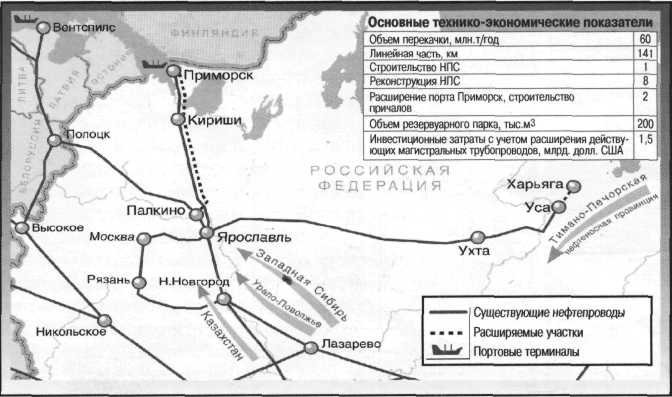 Вентспилс
ФИНЛЯНДИЯ
Основные технико-экономические показатели
Объем перекачки, млн.т/год 60
Линейная часть, км 141
Строительство НПС 1
Реконструкция НПС 8
Расширение порта Приморск, строительство
причалов 2
Объем резервуарного парка, тыс.м3 200
Инвестиционные затраты с учетом расширения действу-
ющих магистральных трубопроводов, млрд. долл. США 1,5
ЭСТОНИЯ
ЛАТВИЯ
ЛИТВА
Приморск
Кириши
БЕЛОРУССИЯ
Полоцк
РОССИЙСКАЯ
ФЕДЕРАЦИЯ
Харьяга
Уса
Тимано-Печорская
нефтеносная провинция
Палкино
Высокое
Москва
Ярославль
Ухта
Рязань
Н.Новгород
Западная Сибирь
Урало-Поволжье
Казахстан
Никольское
Лазарево
Существующие нефтепроводы
Расширяемые участки
Портовые терминалы